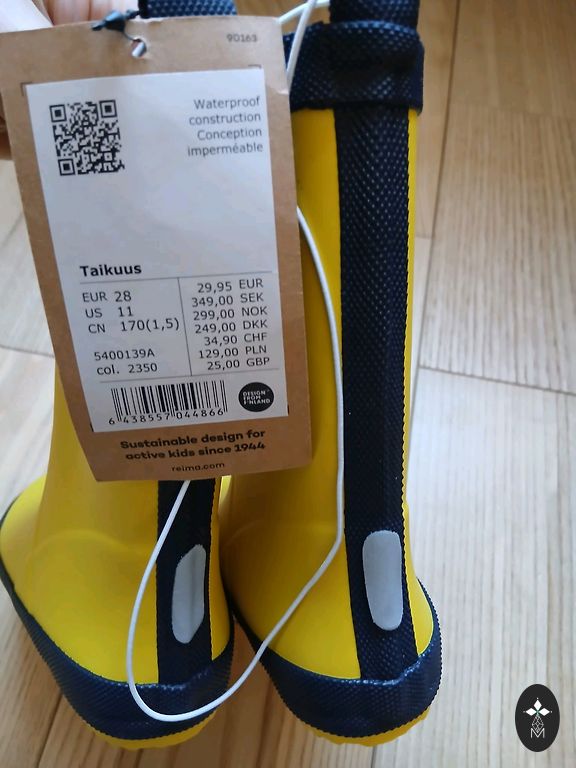 90163
Waterproof
construction
Conception
imperméable
Taikuus
EUR 28
US 11
CN 170(1,5)
5400139A
col. 2350
29,95 EUR
349,00 SEK
299,00 NOK
249,00 DKK
34,90 CHF
129,00 PLN
25,00 GBP
6 438557 044866
DESIGN
FROM
FINLAND
Sustainable design for
active kids since 1944
reima.com